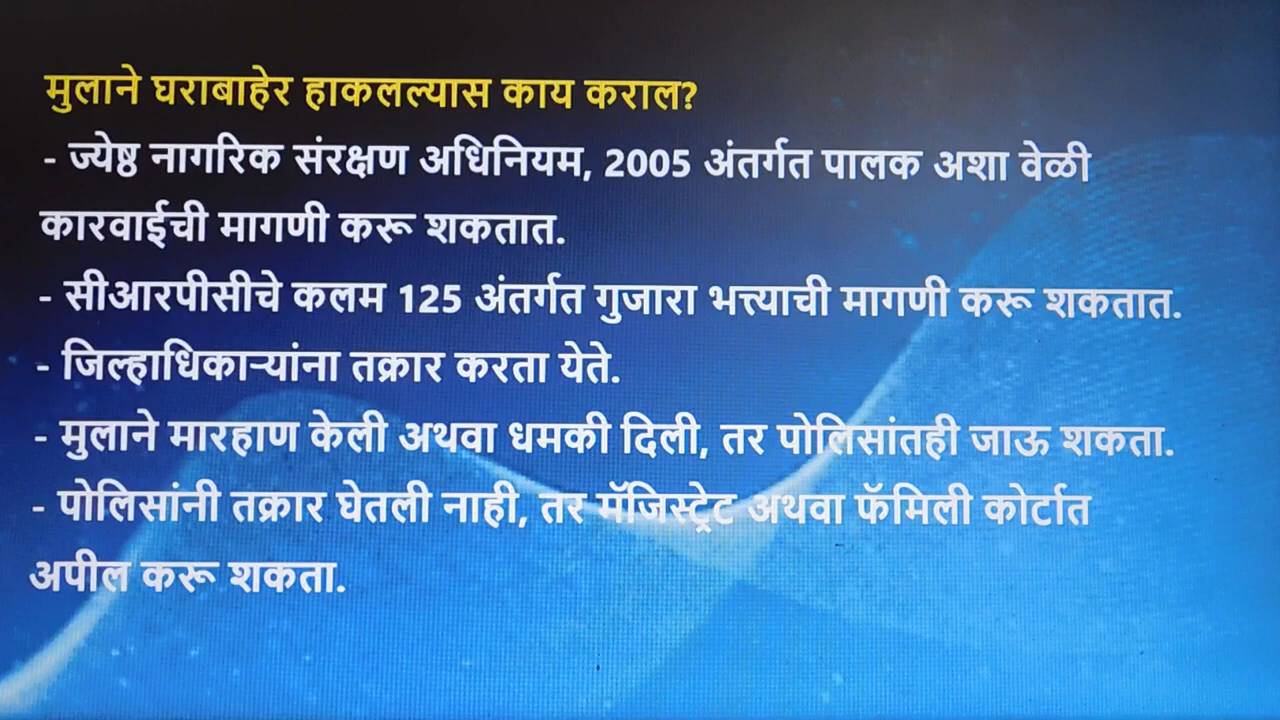 मुलाने घराबाहेर हाकलल्यास काय कराल?
- ज्येष्ठ नागरिक संरक्षण अधिनियम, 2005 अंतर्गत पालक अशा वेळी
कारवाईची मागणी करू शकतात.
- सीआरपीसीचे कलम 125 अंतर्गत गुजारा भत्त्याची मागणी करू शकतात.
- जिल्हाधिकाऱ्यांना तक्रार करता येते.
- मुलाने मारहाण केली अथवा धमकी दिली, तर पोलिसांतही जाऊ शकता.
- पोलिसांनी तक्रार घेतली नाही, तर मॅजिस्ट्रेट अथवा फॅमिली कोर्टात
अपील करू शकता.